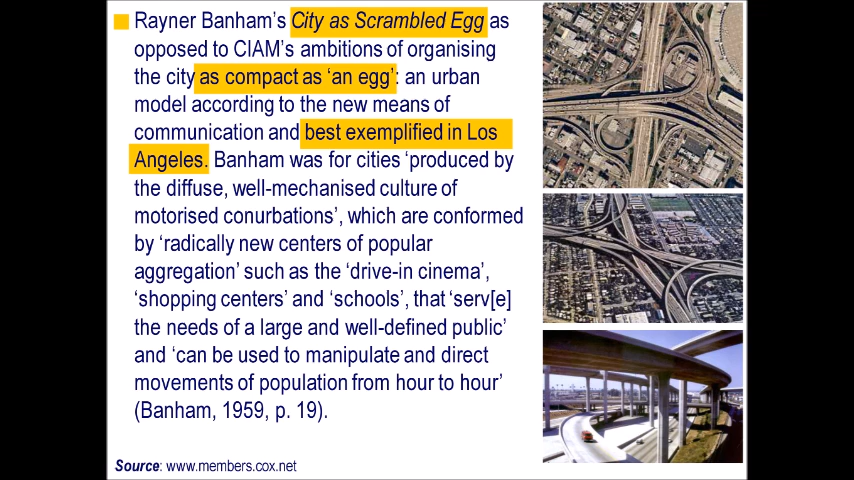 Rayner Banham’s City as Scrambled Egg as
opposed to CIAM’s ambitions of organising
the city as compact as ‘an egg’: an urban
model according to the new means of
communication and best exemplified in Los
Angeles. Banham was for cities ‘produced by
the diffuse, well-mechanised culture of
motorised conurbations’, which are conformed
by ‘radically new centers of popular
aggregation’ such as the ‘drive-in cinema’,
‘shopping centers’ and ‘schools’, that ‘serv[e]
the needs of a large and well-defined public’
and ‘can be used to manipulate and direct
movements of population from hour to hour’
(Banham, 1959, p. 19).
Source: www.members.cox.net